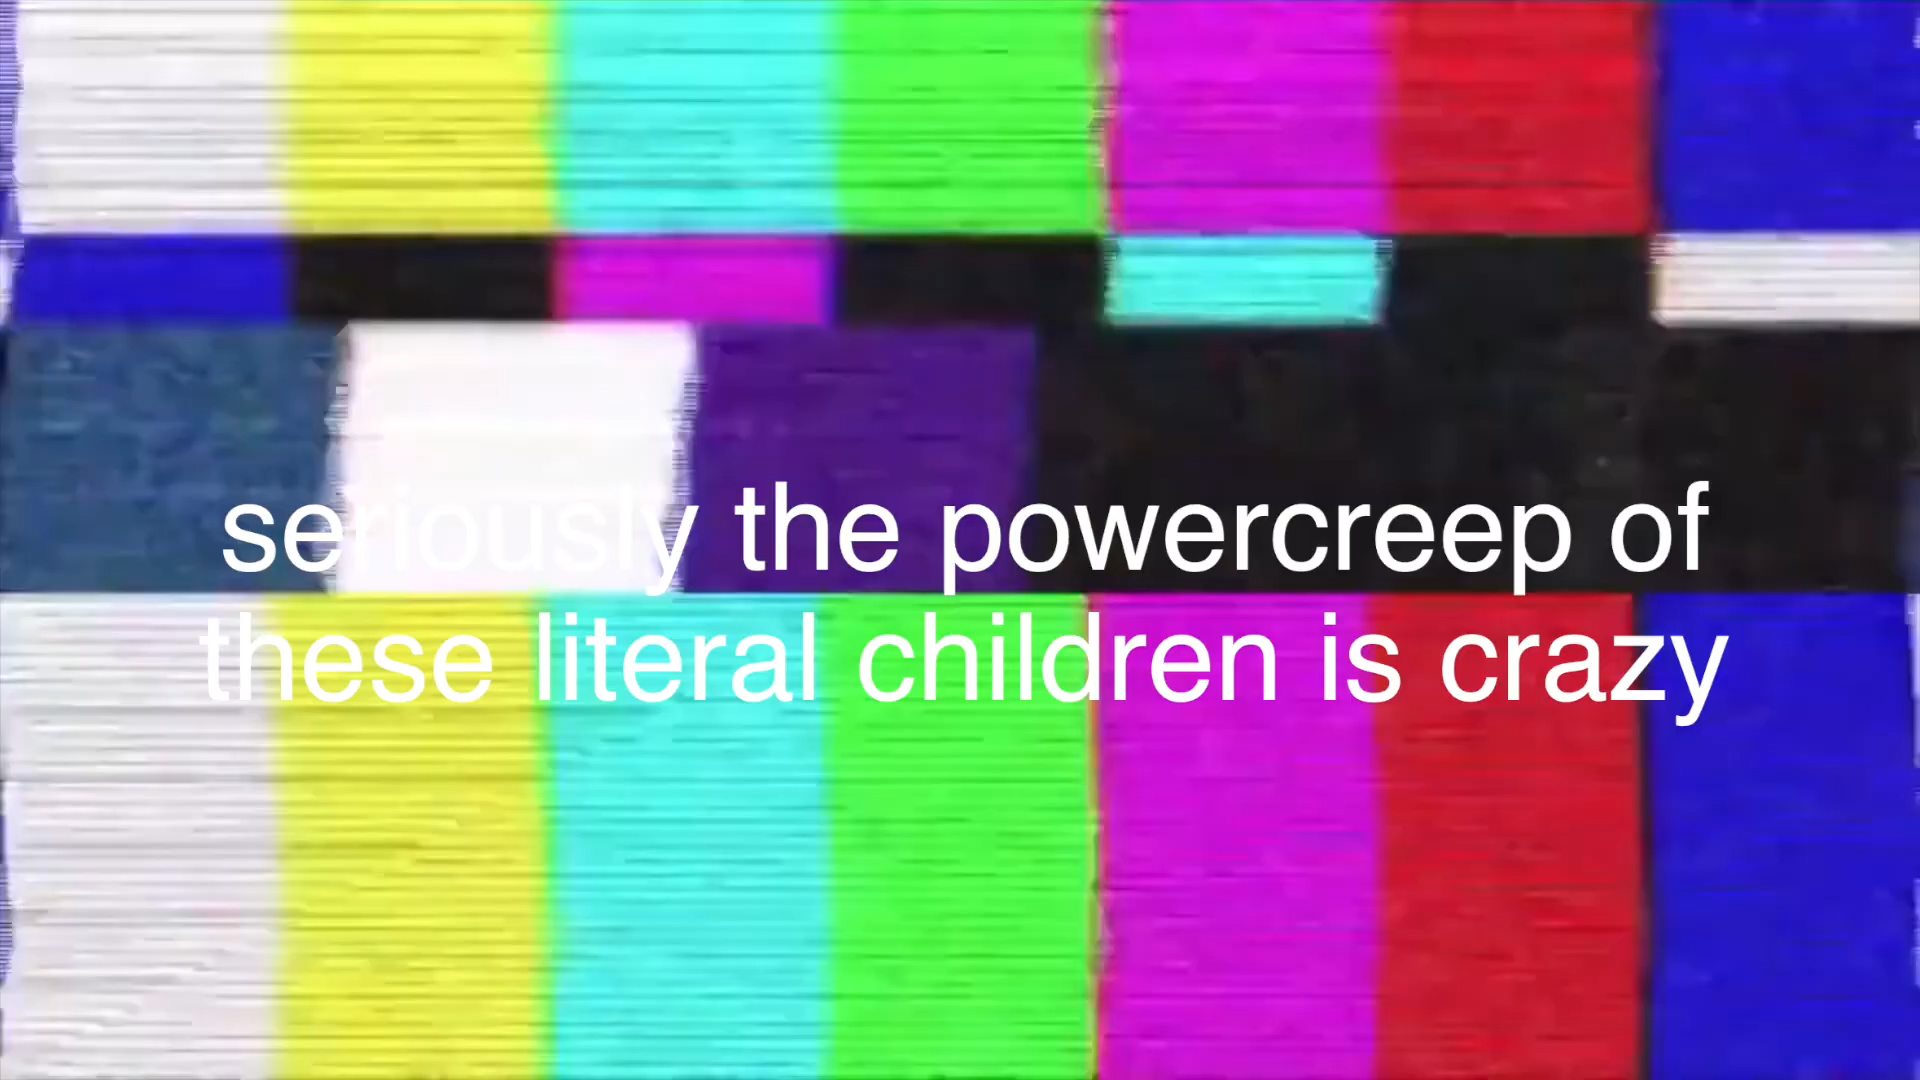 seriously the powercreep of
these literal children is crazy